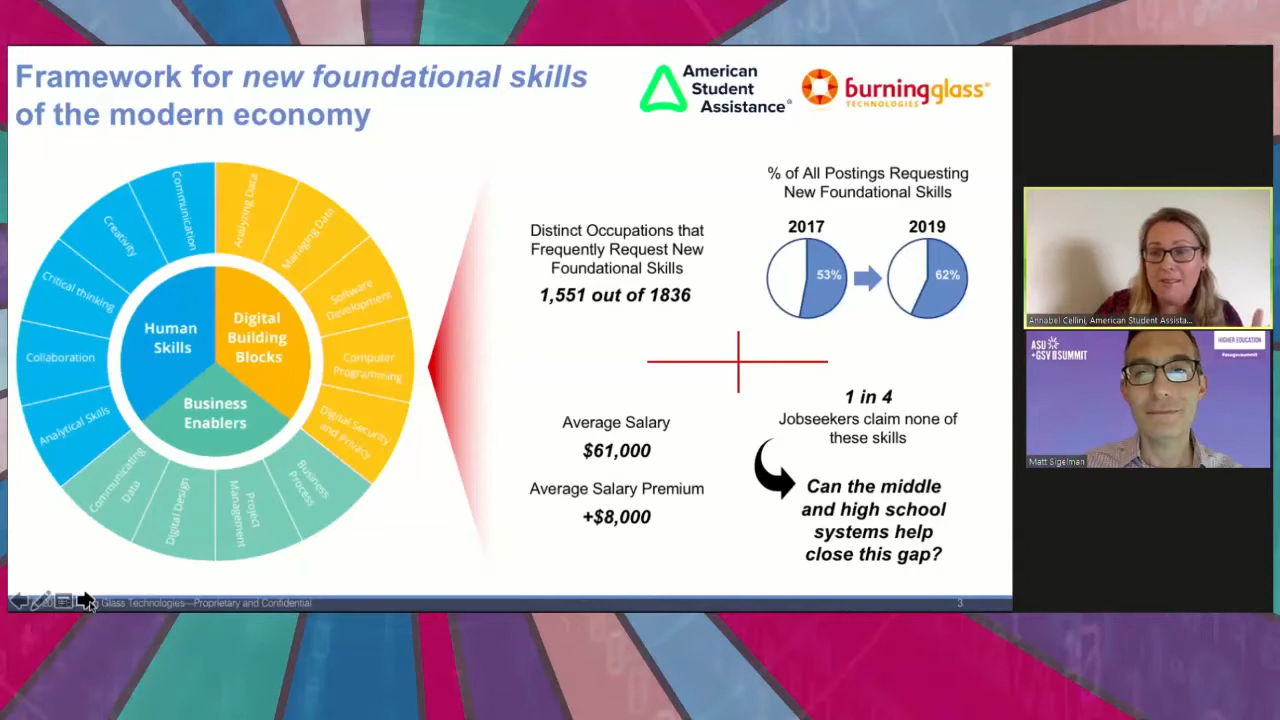 Framework for new foundational skills
of the modern economy
American
Student
Assistance®
burningglass®
TECHNOLOGIES
Communication
Creativity
Critical thinking
Collaboration
Analytical Skills
Analyzing Data
Managing Data
Software
Development
Computer
Programming
Digital Security
and Privacy
Business
Process
Project
Management
Digital Design
Communicating
Data
Human
Skills
Digital
Building
Blocks
Business
Enablers
Distinct Occupations that
Frequently Request New
Foundational Skills
1,551 out of 1836
% of All Postings Requesting
New Foundational Skills
2017
2019
53%
62%
Average Salary
$61,000
Average Salary Premium
+$8,000
1 in 4
Jobseekers claim none of
these skills
Can the middle
and high school
systems help
close this gap?
Glass Technologies—Proprietary and Confidential
3
Annabel Cellini, American Student Assista...
ASU
+GSV SUMMIT
HIGHER EDUCATION
#asugsvsummit
Matt Sigelman